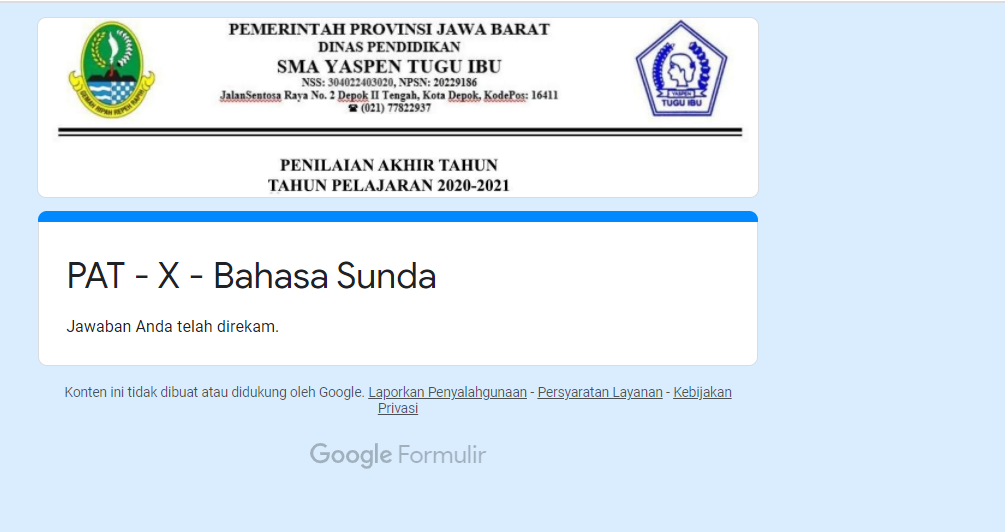 PEMERINTAH PROVINSI JAWA BARAT
DINAS PENDIDIKAN
SMA YASPEN TUGU IBU
NSS: 304022403020, NPSN: 20229186
JalanSentosa Raya No. 2 Depok II Tengah, Kota Depok, KodePos: 16411
☎ (021) 77822937
YASPEN
TUGU IBU
PENILAIAN AKHIR TAHUN
TAHUN PELAJARAN 2020-2021
PAT - X - Bahasa Sunda
Jawaban Anda telah direkam.
Konten ini tidak dibuat atau didukung oleh Google. Laporkan Penyalahgunaan - Persyaratan Layanan - Kebijakan
Privasi
Google Formulir